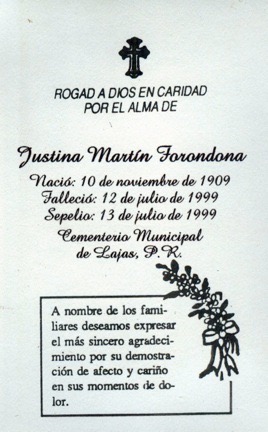 ROGAD A DIOS EN CARIDAD
POR EL ALMA DE
Justina Martín Forondona
Nació: 10 de noviembre de 1909
Falleció: 12 de julio de 1999
Sepelio: 13 de julio de 1999
Cementerio Municipal
de Lajas, P.R.
A nombre de los fami-
liares deseamos expresar
el más sincero agradeci-
miento por su demostra-
ción de afecto y cariño
en sus momentos de do-
lor.